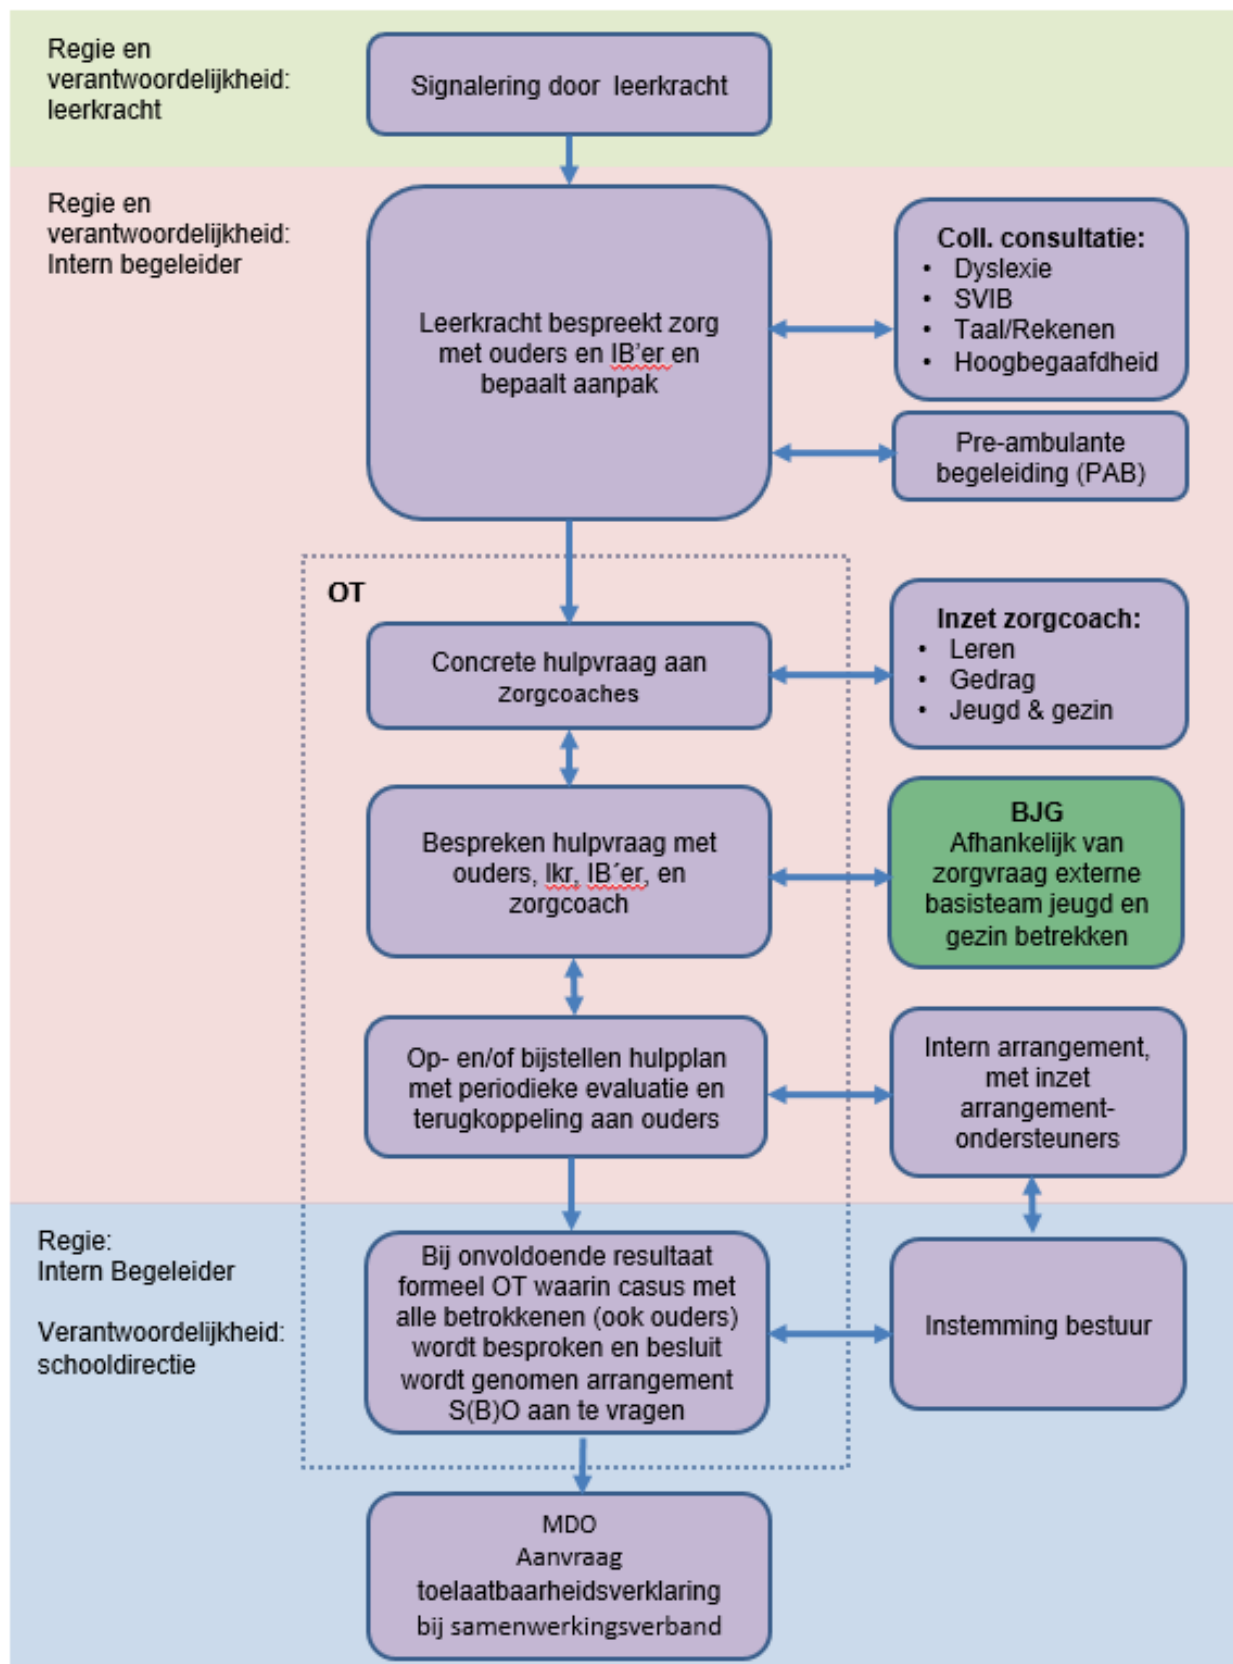 Regie en
verantwoordelijkheid:
leerkracht
Signalering door leerkracht
Regie en
verantwoordelijkheid:
Intern begeleider
Leerkracht bespreekt zorg
met ouders en IB’er en
bepaalt aanpak
Coll. consultatie:
• Dyslexie
• SVIB
• Taal/Rekenen
• Hoogbegaafdheid
Pre-ambulante
begeleiding (PAB)
OT
Concrete hulpvraag aan
zorgcoaches
Inzet zorgcoach:
• Leren
• Gedrag
• Jeugd & gezin
Bespreken hulpvraag met
ouders, lkr, IB´er, en
zorgcoach
BJG
Afhankelijk van
zorgvraag externe
basisteam jeugd en
gezin betrekken
Op- en/of bijstellen hulpplan
met periodieke evaluatie en
terugkoppeling aan ouders
Intern arrangement,
met inzet
arrangement-
ondersteuners
Regie:
Intern Begeleider
Verantwoordelijkheid:
schooldirectie
Bij onvoldoende resultaat
formeel OT waarin casus met
alle betrokkenen (ook ouders)
wordt besproken en besluit
wordt genomen arrangement
S(B)O aan te vragen
Instemming bestuur
MDO
Aanvraag
toelaatbaarheidsverklaring
bij samenwerkingsverband